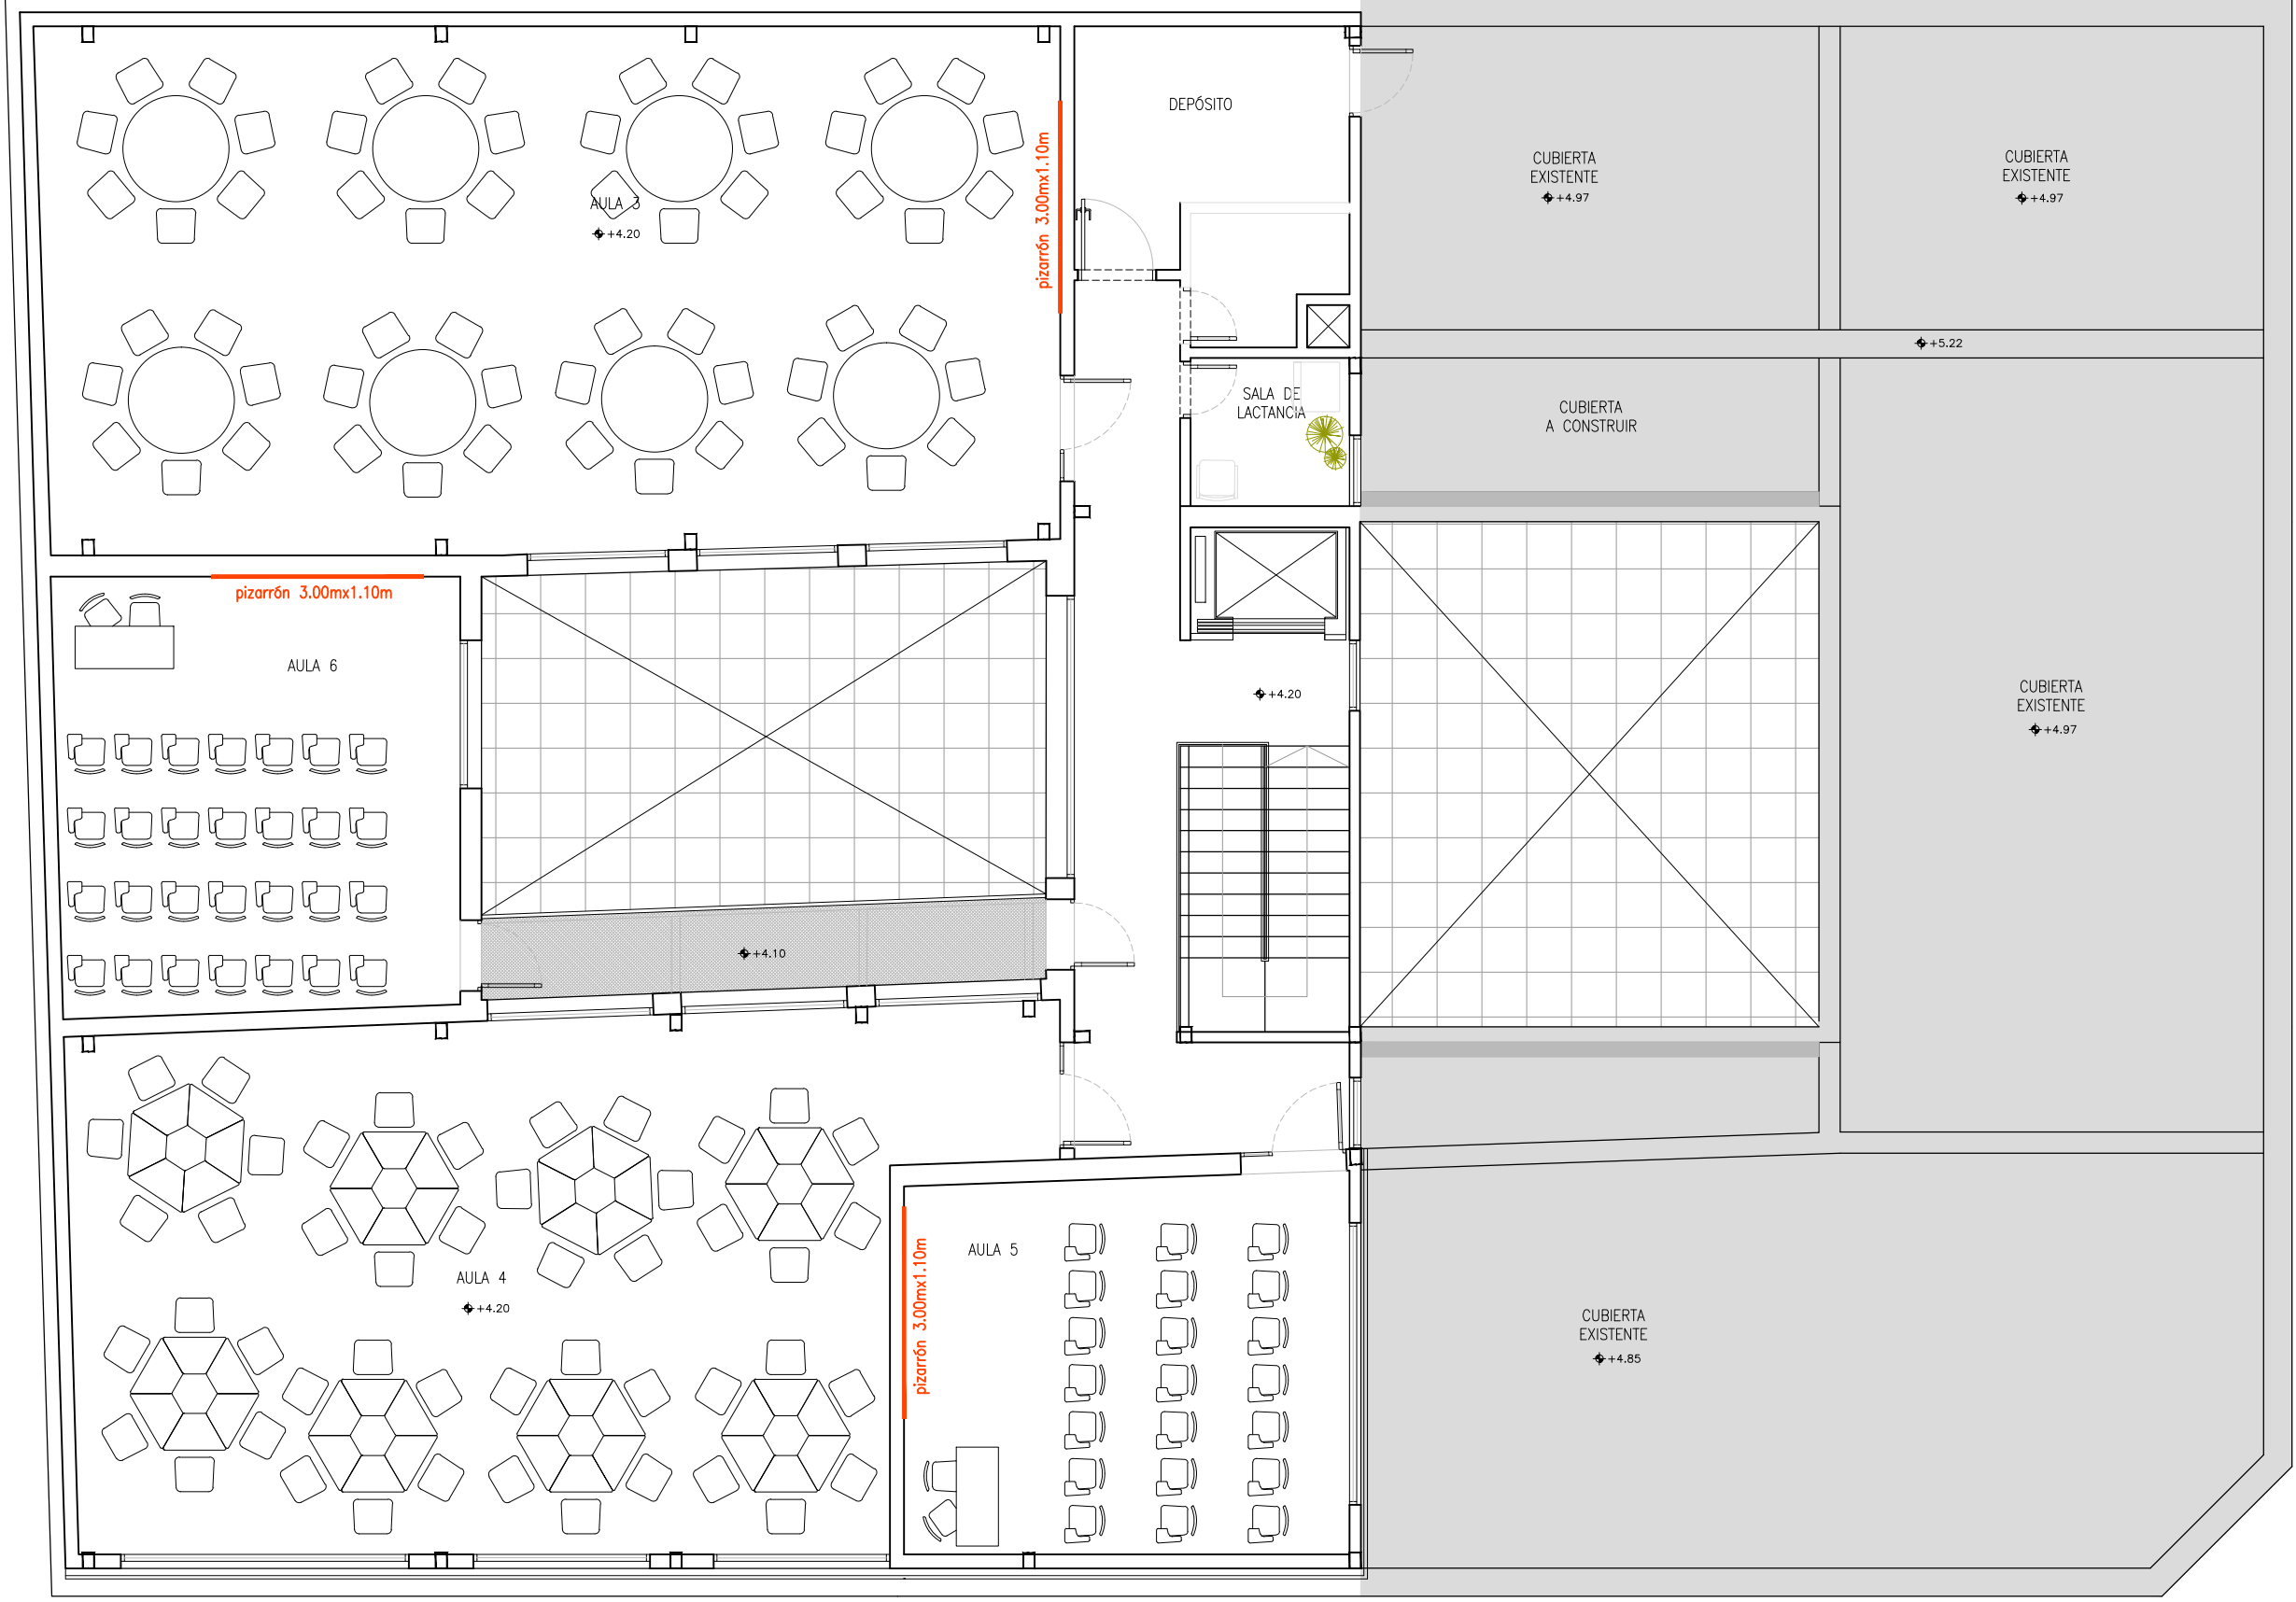 DEPÓSITO
pizarrón 3.00mx1.10m
AULA 3
+4.20
CUBIERTA
EXISTENTE
+4.97
CUBIERTA
EXISTENTE
+4.97
+5.22
SALA DE
LACTANCIA
CUBIERTA
A CONSTRUIR
pizarrón 3.00mx1.10m
AULA 6
+4.20
CUBIERTA
EXISTENTE
+4.97
+4.10
AULA 4
+4.20
pizarrón 3.00mx1.10m
AULA 5
CUBIERTA
EXISTENTE
+4.85